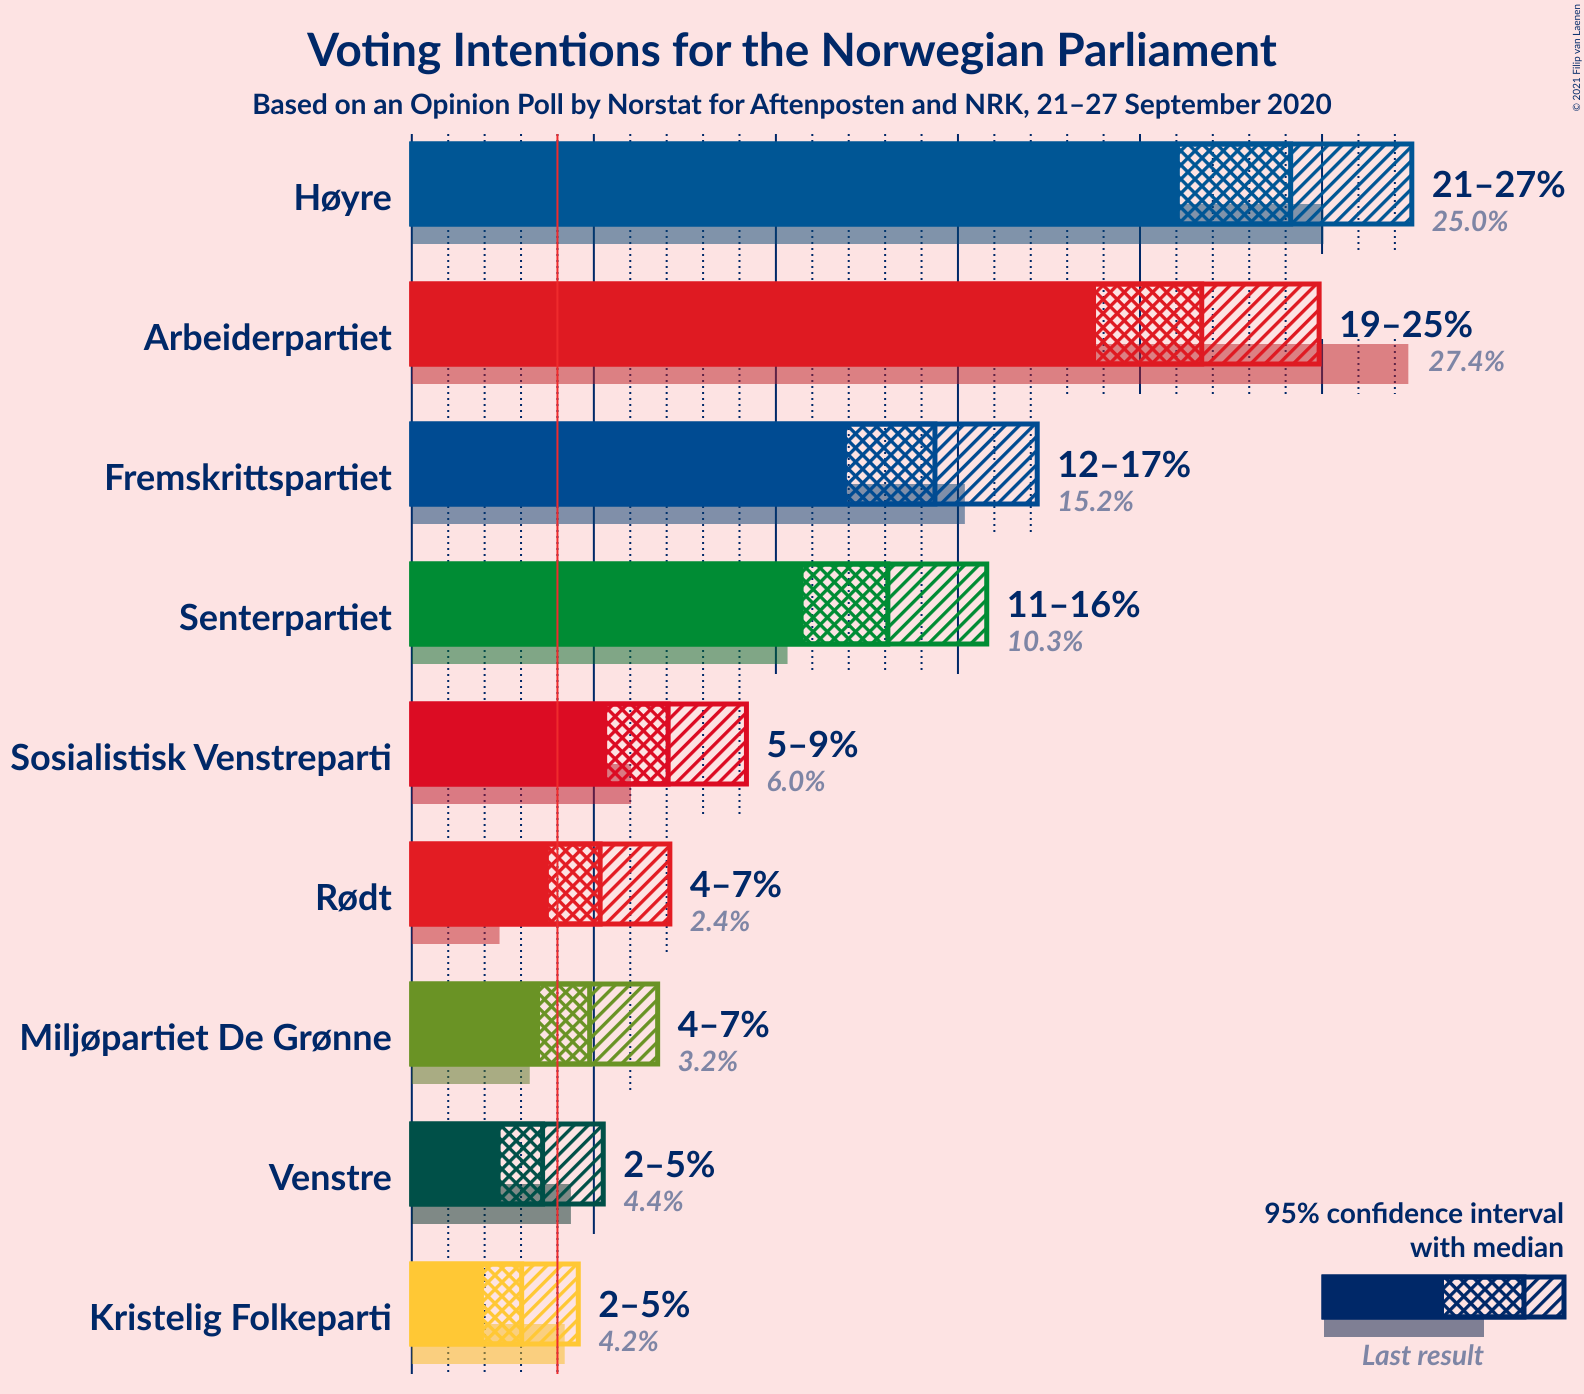 Voting Intentions for the Norwegian Parliament
Based on an Opinion Poll by Norstat for Aftenposten and NRK, 21–27 September 2020
© 2021 Filip van Laenen
Høyre
21–27%
25.0%
Arbeiderpartiet
19–25%
27.4%
Fremskrittspartiet
12–17%
15.2%
Senterpartiet
11–16%
10.3%
Sosialistisk Venstreparti
5–9%
6.0%
Rødt
4–7%
2.4%
Miljøpartiet De Grønne
4–7%
3.2%
Venstre
2–5%
4.4%
Kristelig Folkeparti
2–5%
4.2%
95% confidence interval
with median
Last result